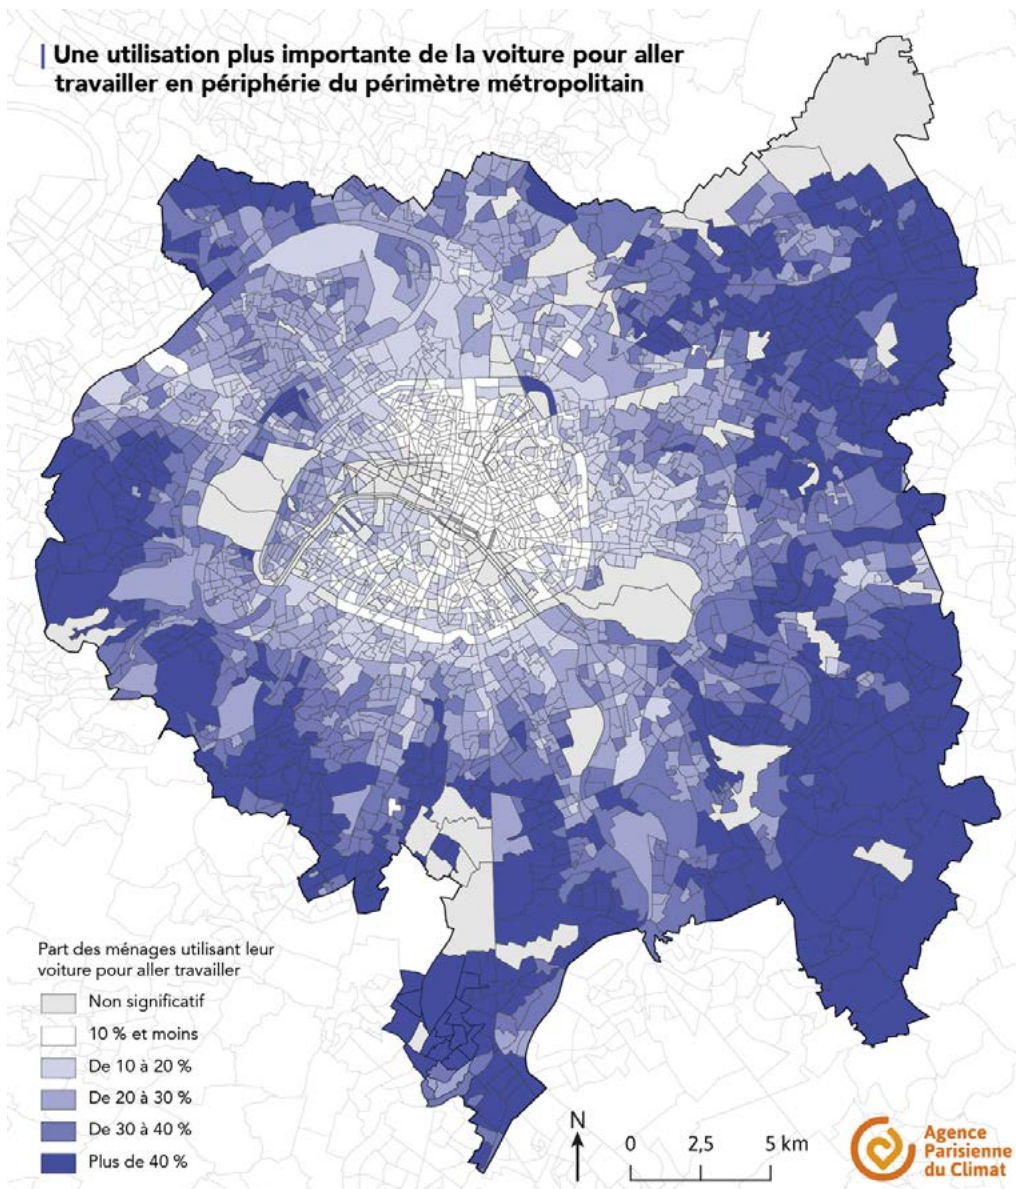 Une utilisation plus importante de la voiture pour aller
travailler en périphérie du périmètre métropolitain
Part des ménages utilisant leur
voiture pour aller travailler
Non significatif
10 % et moins
De 10 à 20 %
De 20 à 30 %
De 30 à 40 %
Plus de 40 %
N
0 2,5 5 km
Agence
Parisienne
du Climat